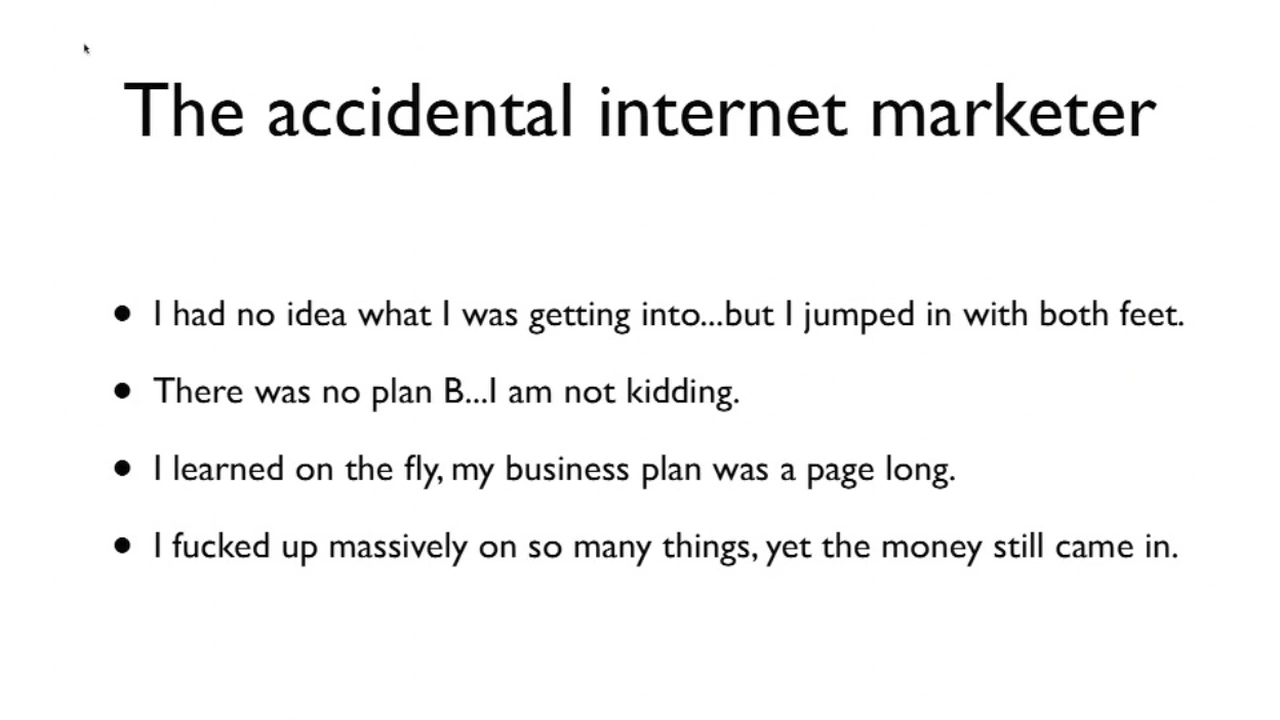 The accidental internet marketer
• I had no idea what I was getting into...but I jumped in with both feet.
• There was no plan B...I am not kidding.
• I learned on the fly, my business plan was a page long.
• I fucked up massively on so many things, yet the money still came in.